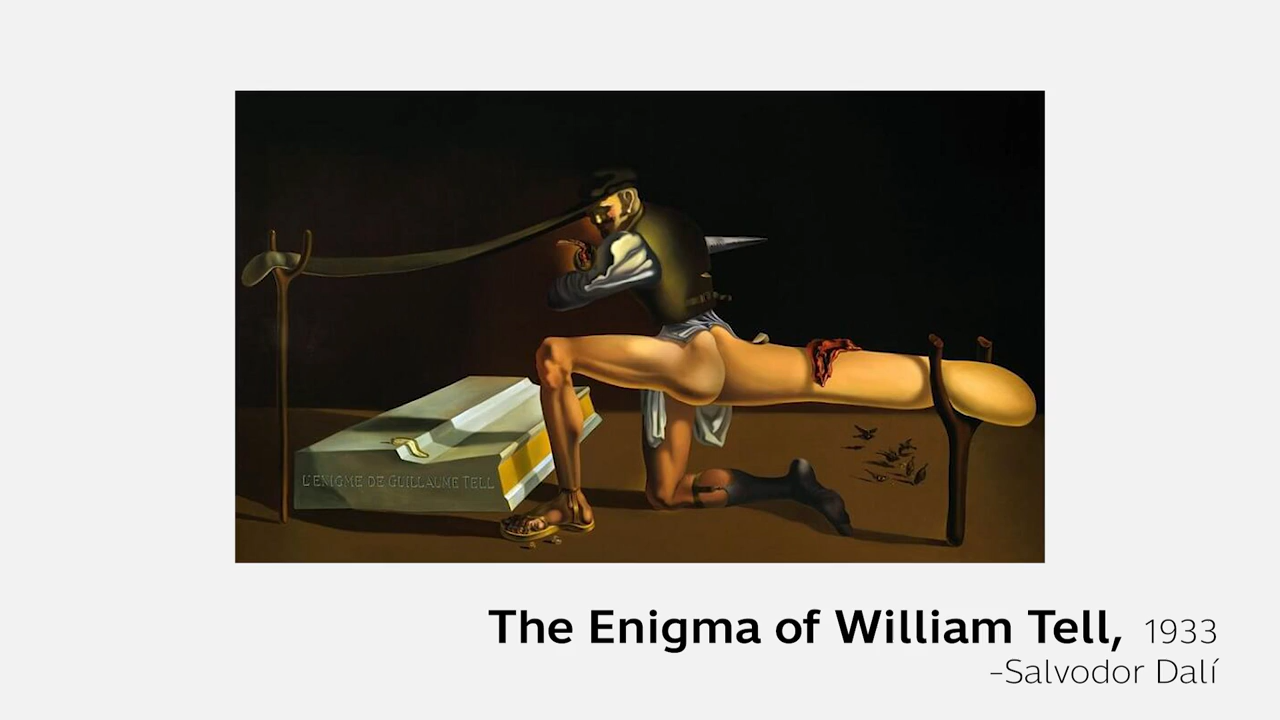 L'ENIGME DE GUILLAUME TELL
The Enigma of William Tell, 1933
–Salvodor Dalí